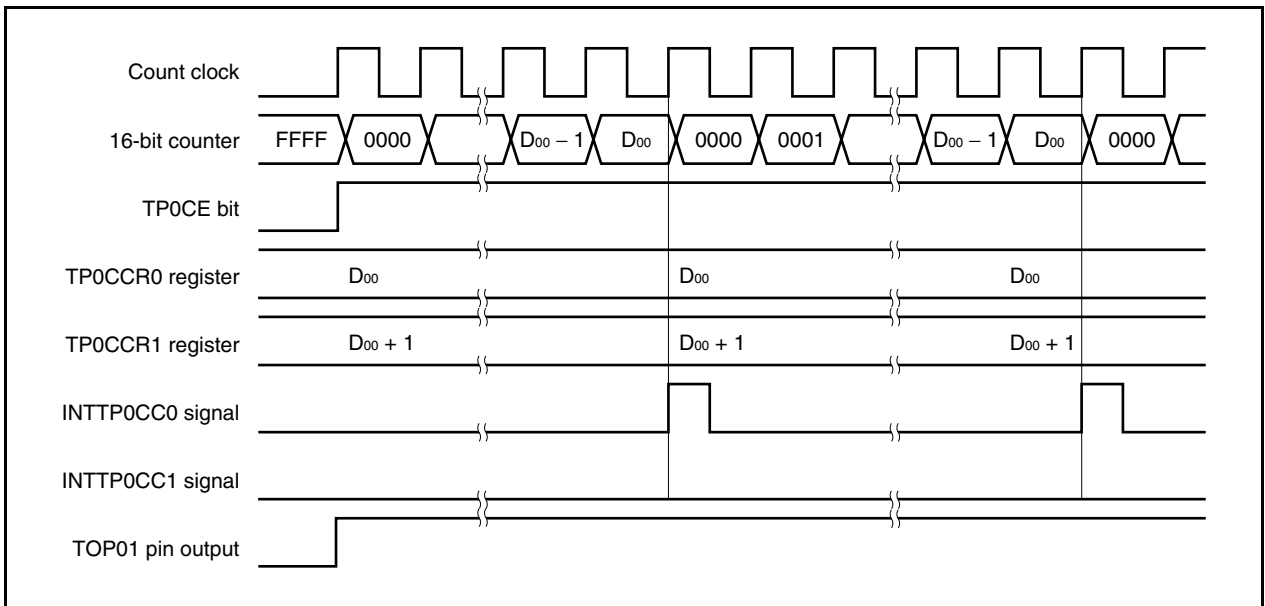 Count clock
16-bit counter FFFF 0000 D00 − 1 D00 0000 0001 D00 − 1 D00 0000
TP0CE bit
TP0CCR0 register D00 D00 D00
TP0CCR1 register D00 + 1 D00 + 1 D00 + 1
INTTP0CC0 signal
INTTP0CC1 signal
TOP01 pin output